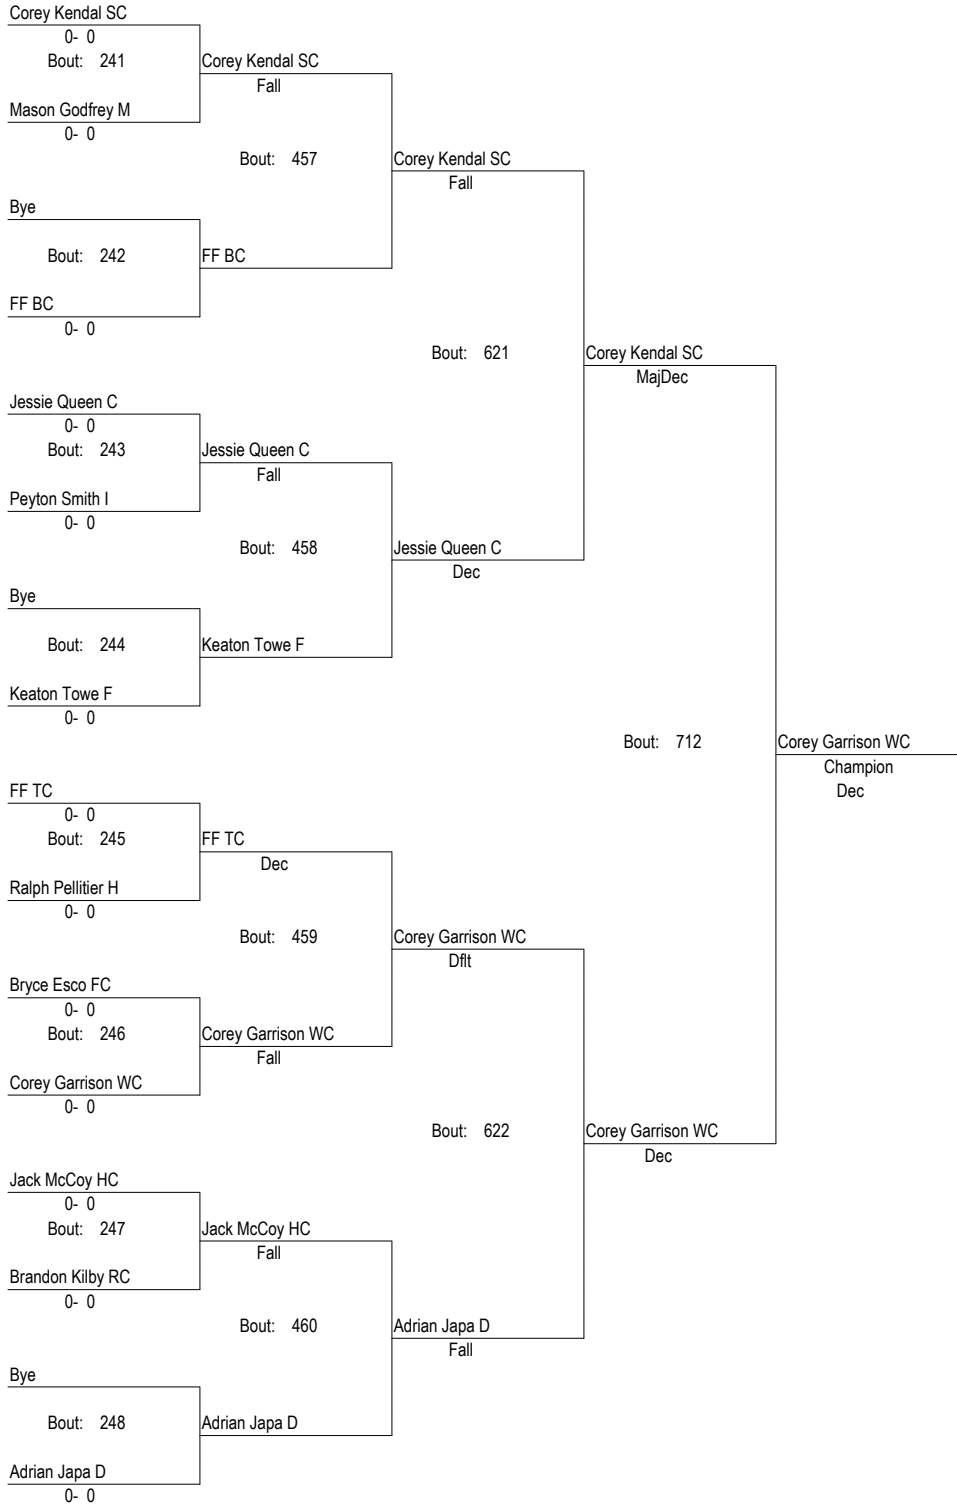 Corey Kendal SC
0- 0
Bout: 241
Corey Kendal SC
Fall
Mason Godfrey M
0- 0
Bout: 457
Corey Kendal SC
Fall
Bye
Bout: 242
FF BC
FF BC
0- 0
Bout: 621
Corey Kendal SC
MajDec
Jessie Queen C
0- 0
Bout: 243
Jessie Queen C
Fall
Peyton Smith I
0- 0
Bout: 458
Jessie Queen C
Dec
Bye
Bout: 244
Keaton Towe F
Keaton Towe F
0- 0
Bout: 712
Corey Garrison WC
Champion
Dec
FF TC
0- 0
Bout: 245
FF TC
Dec
Ralph Pellitier H
0- 0
Bout: 459
Corey Garrison WC
Dflt
Bryce Esco FC
0- 0
Bout: 246
Corey Garrison WC
Fall
Corey Garrison WC
0- 0
Bout: 622
Corey Garrison WC
Dec
Jack McCoy HC
0- 0
Bout: 247
Jack McCoy HC
Fall
Brandon Kilby RC
0- 0
Bout: 460
Adrian Japa D
Fall
Bye
Bout: 248
Adrian Japa D
Adrian Japa D
0- 0